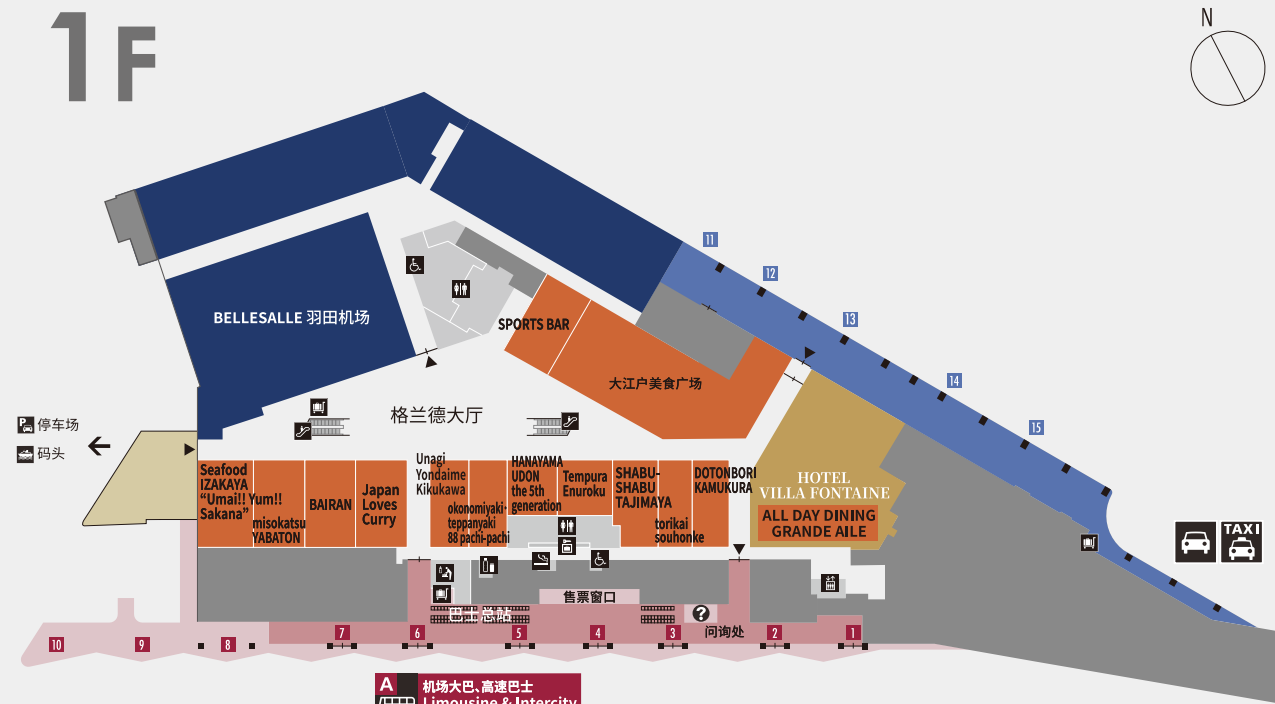 1F
N
11
12
13
14
15
BELLESALLE 羽田机场
SPORTS BAR
大江户美食广场
格兰德大厅
P
停车场
码头
Seafood
IZAKAYA
“Umai!! Yum!!
Sakana”
misokatsu
YABATON
BAIRAN
Japan
Loves
Curry
Unagi
Yondaime
Kikukawa
okonomiyaki·
teppanyaki
88 pachi-pachi
HANAYAMA
UDON
the 5th
generation
Tempura
Enuroku
SHABU-
SHABU
TAJIMAYA
torikai
souhonke
DOTONBORI
KAMUKURA
HOTEL
VILLA FONTAINE
ALL DAY DINING
GRANDE AILE
TAXI
售票窗口
巴士总站
?
问询处
10
9
8
7
6
5
4
3
2
1
A
机场大巴、高速巴士
Limousine & Intercity